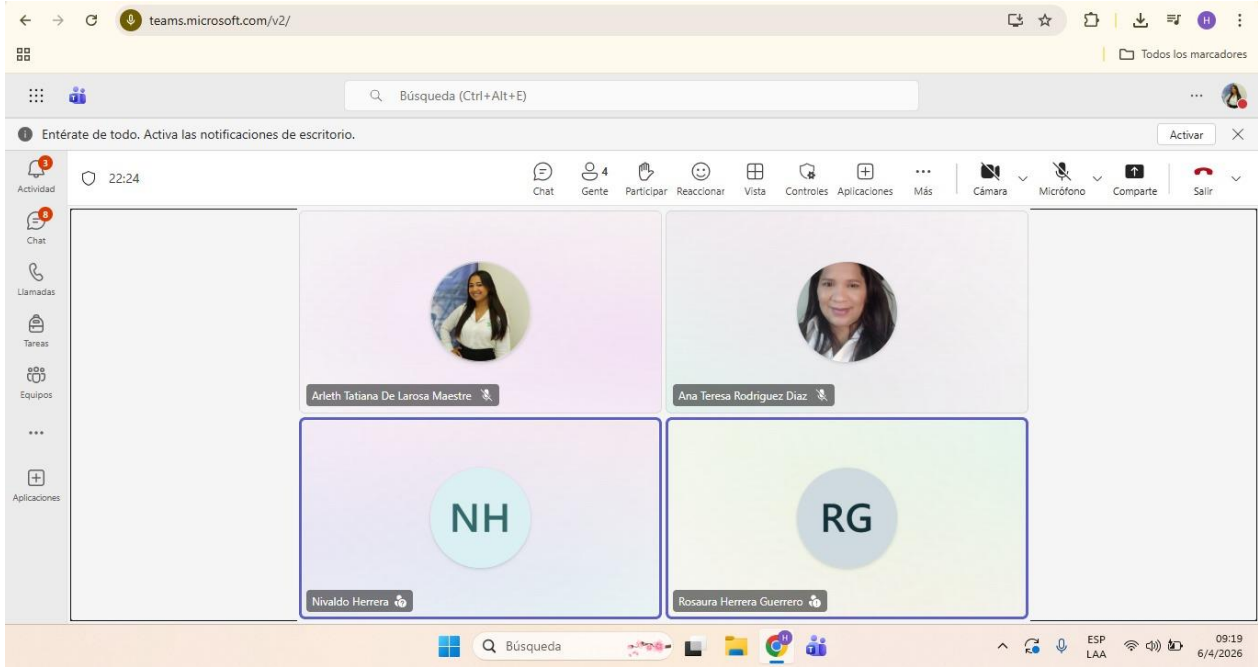 teams.microsoft.com/v2/
H
Todos los marcadores
Búsqueda (Ctrl+Alt+E)
Entérate de todo. Activa las notificaciones de escritorio.
Activar
3
Actividad
22:24
Chat
4
Gente
Participar
Reaccionar
Vista
Controles
Aplicaciones
Más
Cámara
Micrófono
Comparte
Salir
8
Chat
Llamadas
Tareas
Equipos
Aplicaciones
Arleth Tatiana De Larosa Maestre
Ana Teresa Rodriguez Diaz
NH
RG
Nivaldo Herrera
Rosaura Herrera Guerrero
Búsqueda
H
ESP
LAA
09:19
6/4/2026